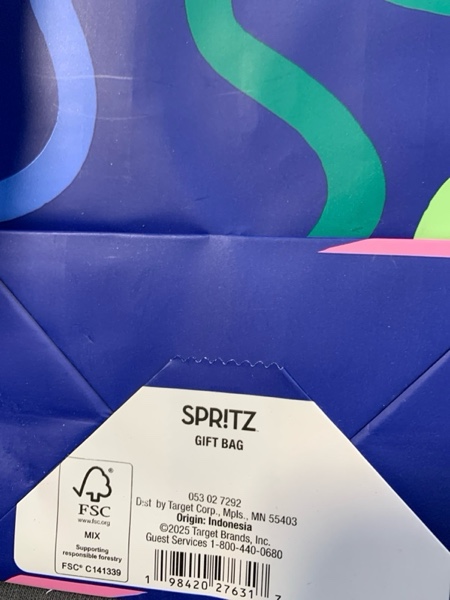 SPR!TZ
GIFT BAG
053 02 7292
Dist by Target Corp., Mpls., MN 55403
Origin: Indonesia
©2025 Target Brands, Inc.
Guest Services 1-800-440-0680
FSC®
www.fsc.org
MIX
Supporting
responsible forestry
FSC® C141339
1 98420 27631 7